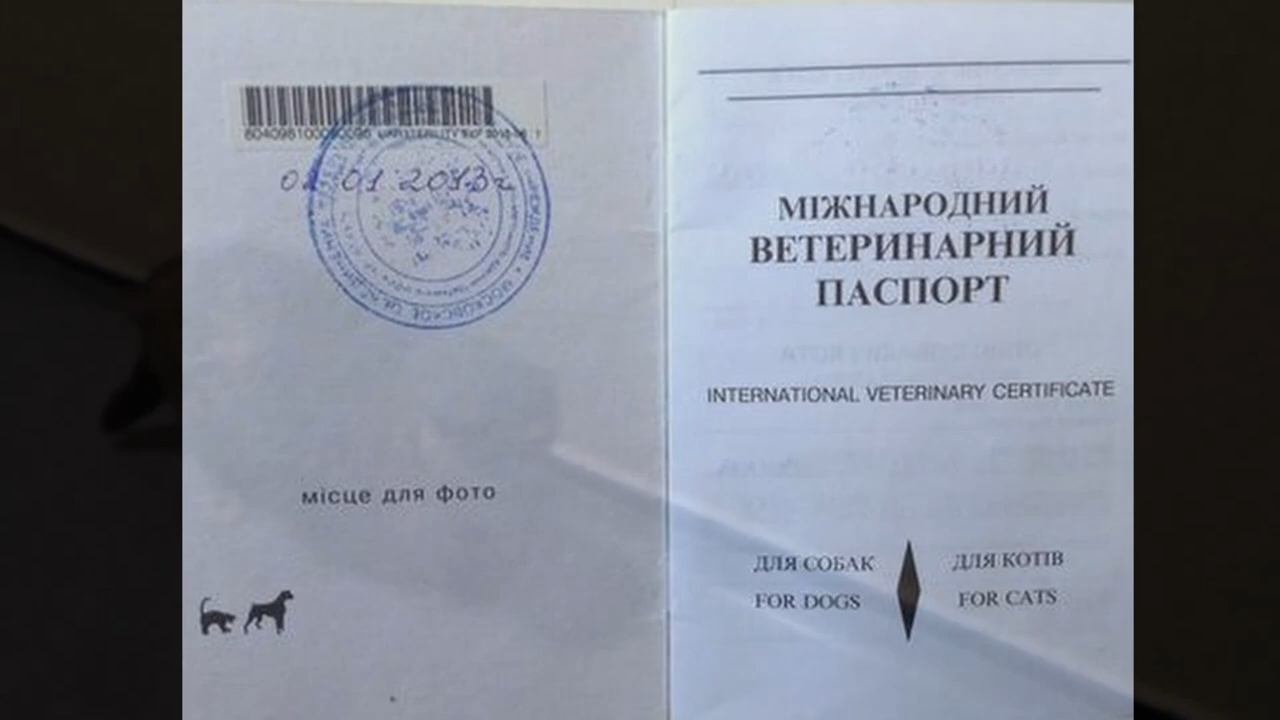 02 01 2013г
місце для фото
МІЖНАРОДНИЙ
ВЕТЕРИНАРНИЙ
ПАСПОРТ
INTERNATIONAL VETERINARY CERTIFICATE
ДЛЯ СОБАК ДЛЯ КОТІВ
FOR DOGS FOR CATS